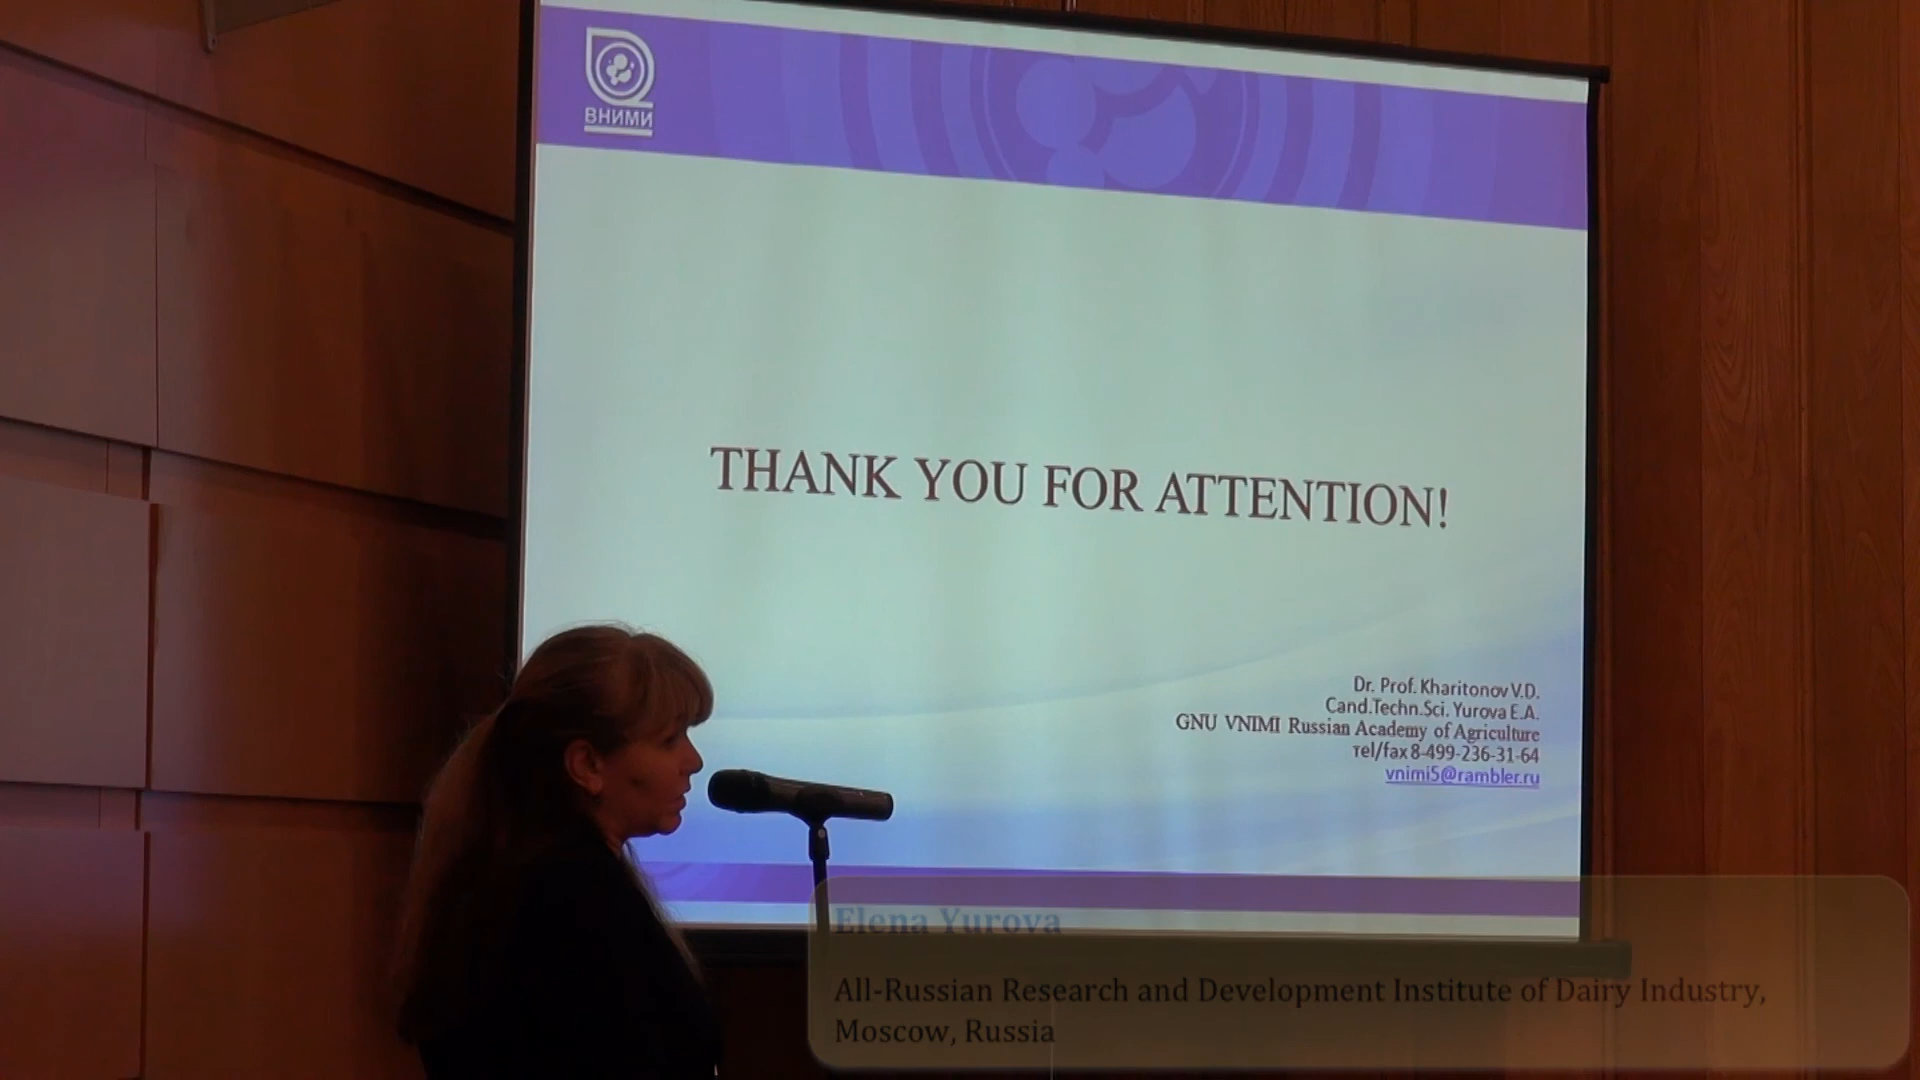 ВНИМИ
THANK YOU FOR ATTENTION!
Dr. Prof. Kharitonov V.D.
Cand.Techn.Sci. Yurova E.A.
GNU VNIMI Russian Academy of Agriculture
тel/fax 8-499-236-31-64
vnimi5@rambler.ru
Elena Yurova
All-Russian Research and Development Institute of Dairy Industry,
Moscow, Russia